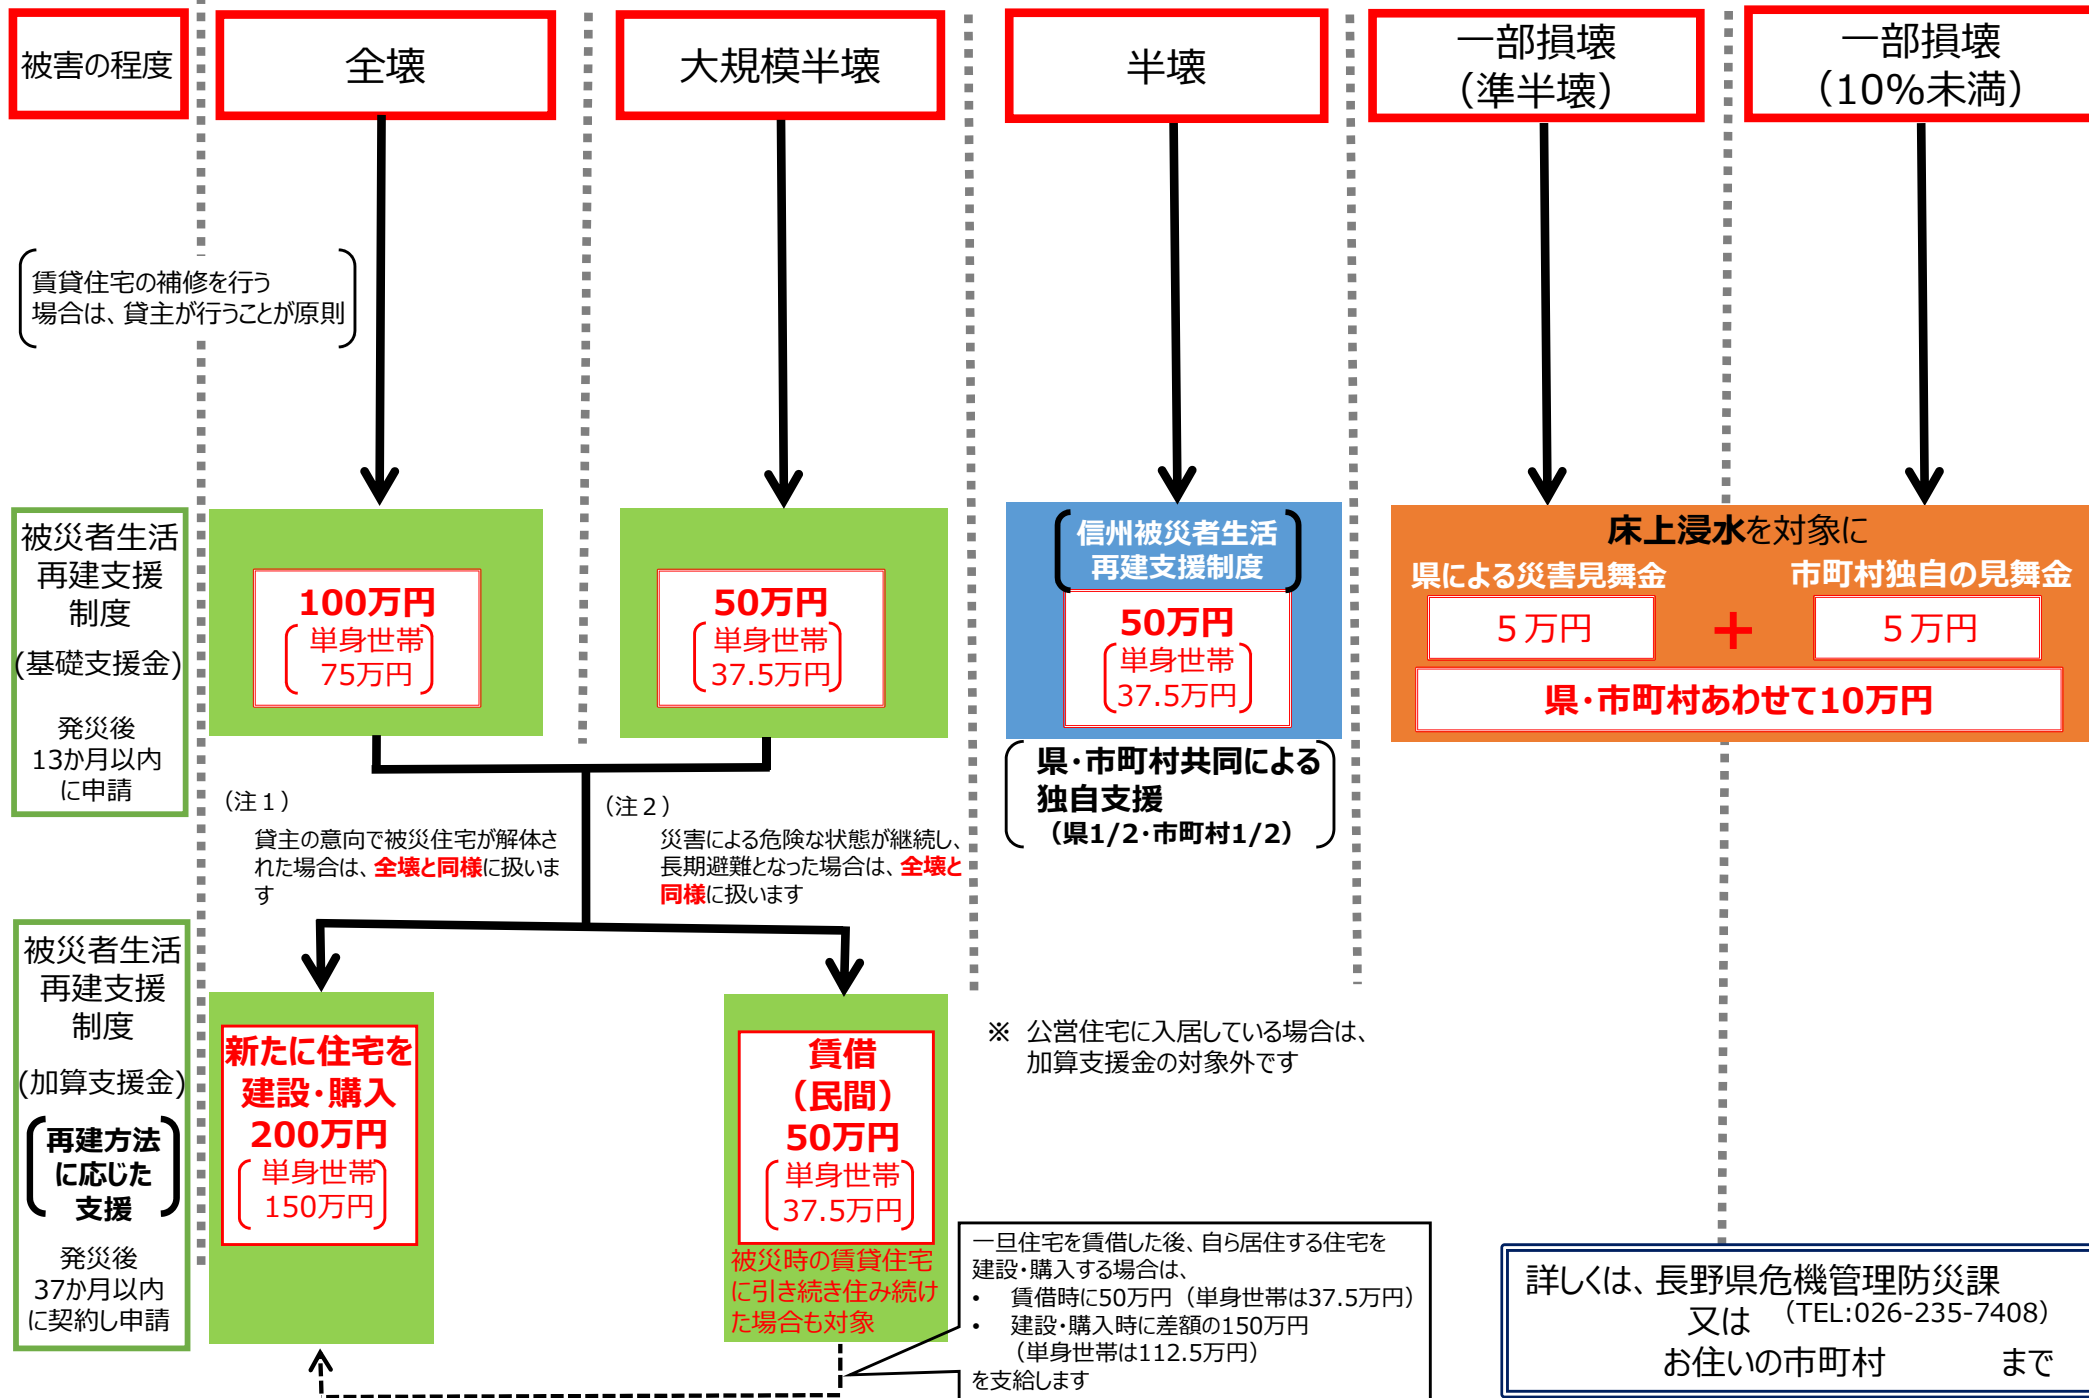 被害の程度
全壊
大規模半壊
半壊
一部損壊
（準半壊）
一部損壊
（10％未満）
賃貸住宅の補修を行う
場合は、貸主が行うことが原則
被災者生活
再建支援
制度
(基礎支援金)
発災後
13か月以内
に申請
100万円
単身世帯
75万円
50万円
単身世帯
37.5万円
信州被災者生活
再建支援制度
50万円
単身世帯
37.5万円
県・市町村共同による
独自支援
（県1/2・市町村1/2）
床上浸水を対象に
県による災害見舞金
市町村独自の見舞金
５万円
＋
５万円
県・市町村あわせて10万円
（注１）
貸主の意向で被災住宅が解体さ
れた場合は、全壊と同様に扱いま
す
（注２）
災害による危険な状態が継続し、
長期避難となった場合は、全壊と
同様に扱います
被災者生活
再建支援
制度
(加算支援金)
再建方法
に応じた
支援
発災後
37か月以内
に契約し申請
新たに住宅を
建設・購入
200万円
単身世帯
150万円
賃借
（民間）
50万円
単身世帯
37.5万円
被災時の賃貸住宅
に引き続き住み続け
た場合も対象
※ 公営住宅に入居している場合は、
加算支援金の対象外です
一旦住宅を賃借した後、自ら居住する住宅を
建設・購入する場合は、
• 賃借時に50万円（単身世帯は37.5万円）
• 建設・購入時に差額の150万円
（単身世帯は112.5万円）
を支給します
詳しくは、長野県危機管理防災課
又は （TEL:026-235-7408）
お住いの市町村 まで